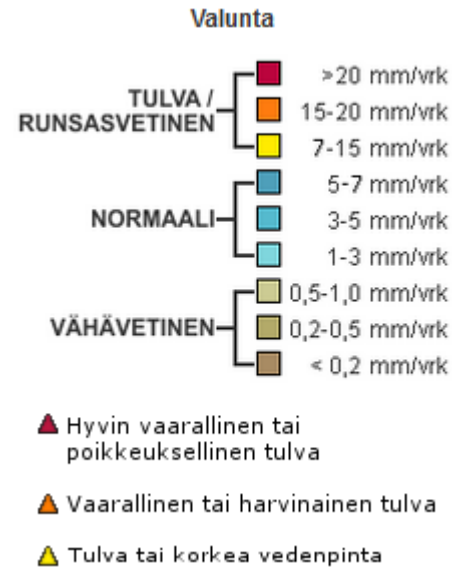 Valunta
TULVA /
RUNSASVETINEN
>20 mm/vrk
15-20 mm/vrk
7-15 mm/vrk
NORMAALI
5-7 mm/vrk
3-5 mm/vrk
1-3 mm/vrk
VÄHÄVETINEN
0,5-1,0 mm/vrk
0,2-0,5 mm/vrk
< 0,2 mm/vrk
Hyvin vaarallinen tai
poikkeuksellinen tulva
Vaarallinen tai harvinainen tulva
Tulva tai korkea vedenpinta